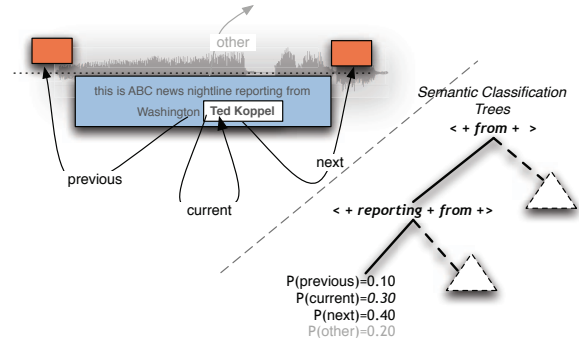 other
this is ABC news nightline reporting from
Washington Ted Koppel
previous
current
next
Semantic Classification
Trees
< + from + >
< + reporting + from +>
P(previous)=0.10
P(current)=0.30
P(next)=0.40
P(other)=0.20